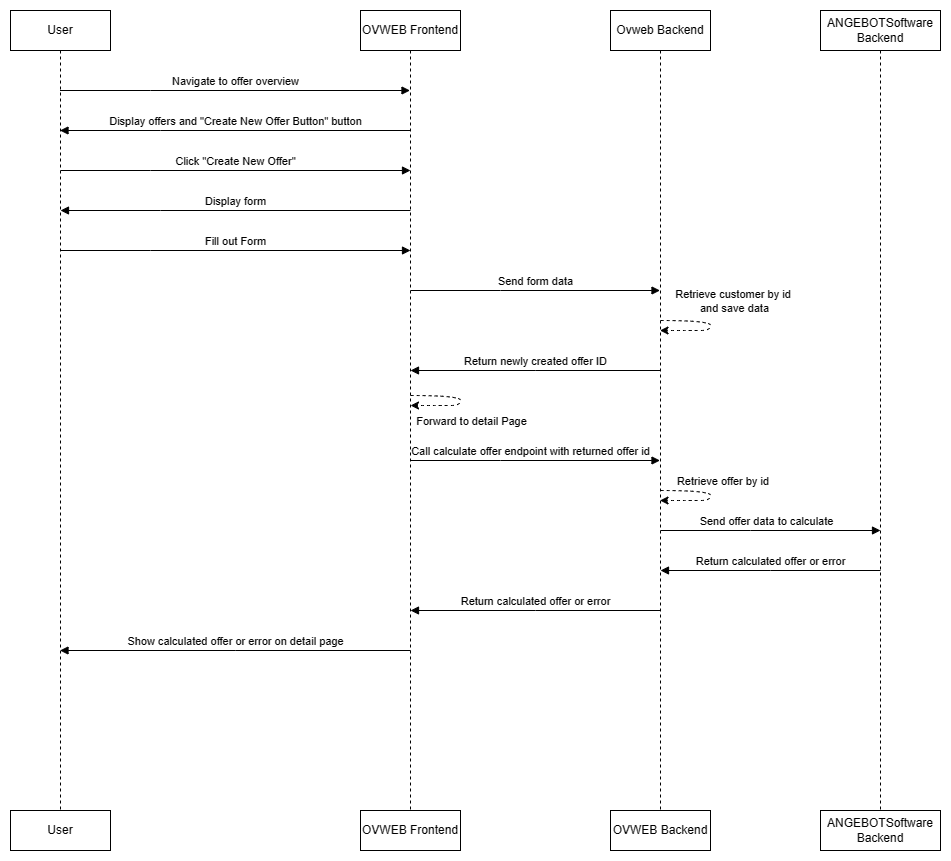 User
OVWEB Frontend
Ovweb Backend
ANGEBOTSoftware
Backend
Navigate to offer overview
Display offers and "Create New Offer Button" button
Click "Create New Offer"
Display form
Fill out Form
Send form data
Retrieve customer by id
and save data
Return newly created offer ID
Forward to detail Page
Call calculate offer endpoint with returned offer id
Retrieve offer by id
Send offer data to calculate
Return calculated offer or error
Return calculated offer or error
Show calculated offer or error on detail page
User
OVWEB Frontend
OVWEB Backend
ANGEBOTSoftware
Backend